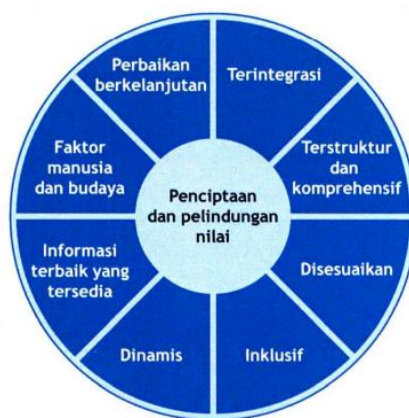 Perbaikan
berkelanjutan
Terintegrasi
Terstruktur
dan
komprehensif
Disesuaikan
Inklusif
Dinamis
Informasi
terbaik yang
tersedia
Faktor
manusia
dan budaya
Penciptaan
dan pelindungan
nilai